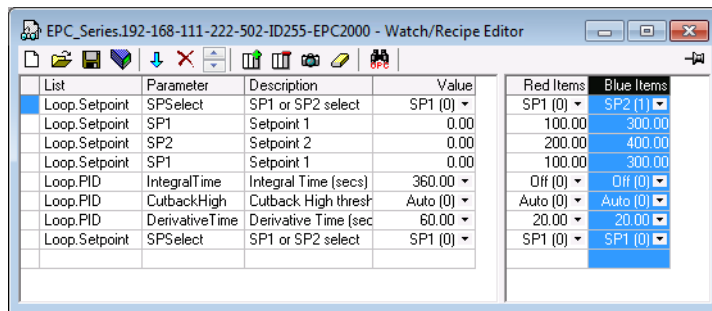 EPC_Series.192-168-111-222-502-ID255-EPC2000 - Watch/Recipe Editor
OPC
List Parameter Description Value Red Items Blue Items
Loop.Setpoint SPSelect SP1 or SP2 select SP1 (0) SP1 (0) SP2 (1)
Loop.Setpoint SP1 Setpoint 1 0.00 100.00 300.00
Loop.Setpoint SP2 Setpoint 2 0.00 200.00 400.00
Loop.Setpoint SP1 Setpoint 1 0.00 100.00 300.00
Loop.PID IntegralTime Integral Time (secs) 360.00 Off (0) Off (0)
Loop.PID CutbackHigh Cutback High thresh Auto (0) Auto (0) Auto (0)
Loop.PID DerivativeTime Derivative Time (sec 60.00 20.00 20.00
Loop.Setpoint SPSelect SP1 or SP2 select SP1 (0) SP1 (0) SP1 (0)